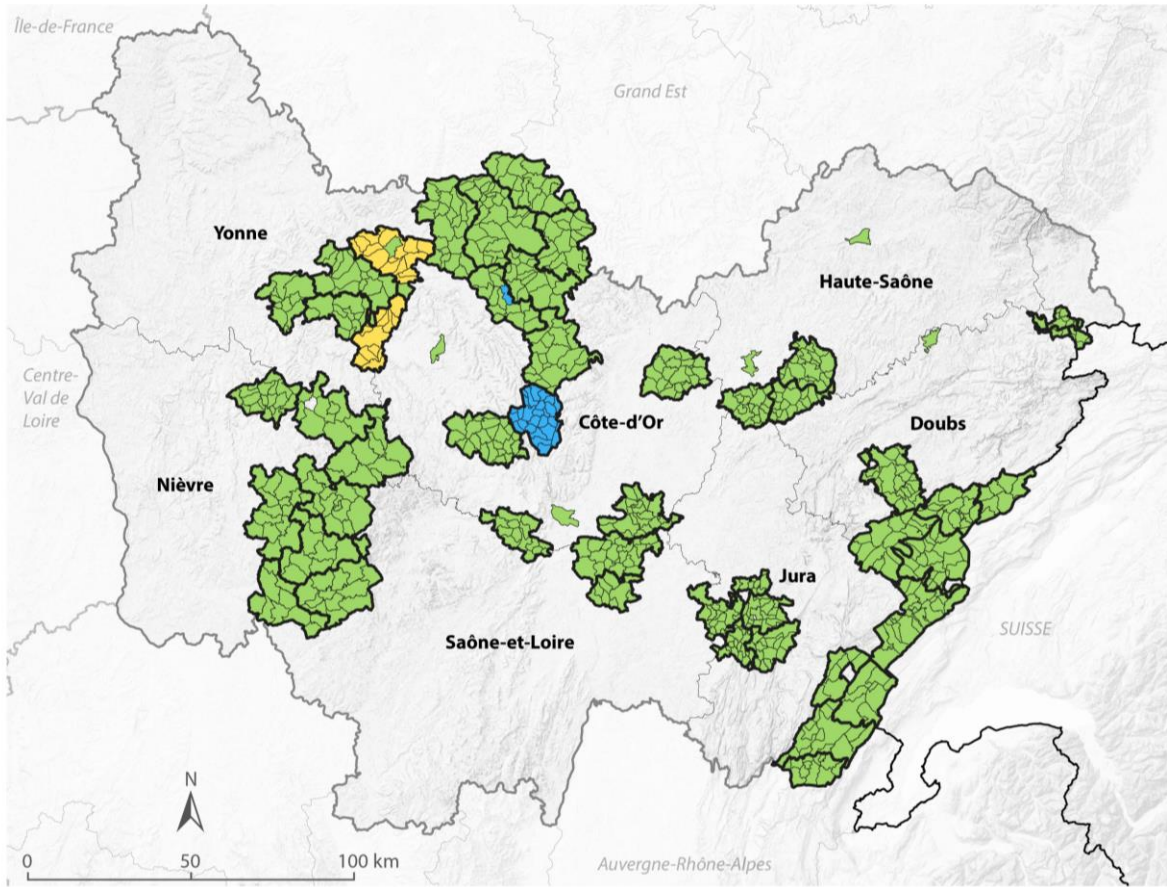 Île-de-France
Grand Est
Yonne
Haute-Saône
Centre-
Val de
Loire
Côte-d'Or
Doubs
Nièvre
Jura
SUISSE
Saône-et-Loire
N
0 50 100 km
Auvergne-Rhône-Alpes